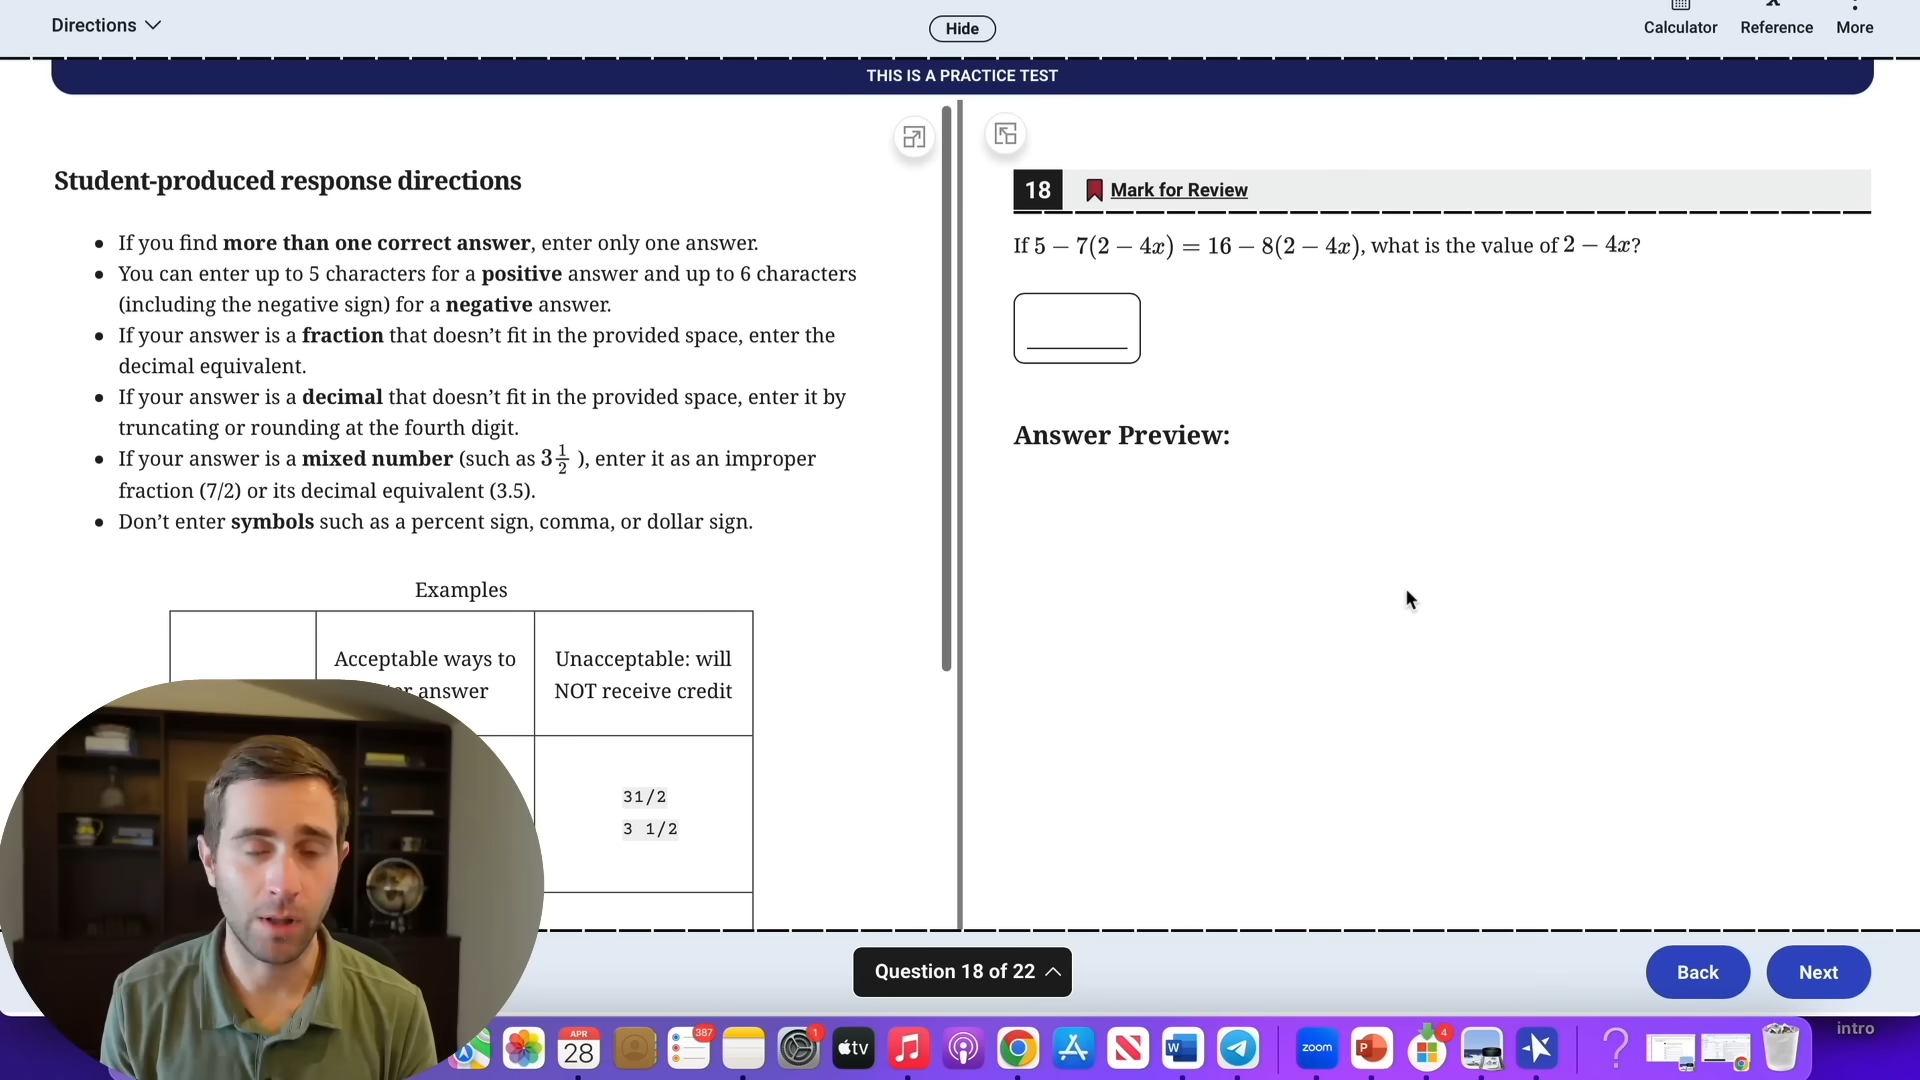 Directions
Hide
Calculator
Reference
More
THIS IS A PRACTICE TEST
Student-produced response directions
• If you find more than one correct answer, enter only one answer.
• You can enter up to 5 characters for a positive answer and up to 6 characters
(including the negative sign) for a negative answer.
• If your answer is a fraction that doesn’t fit in the provided space, enter the
decimal equivalent.
• If your answer is a decimal that doesn’t fit in the provided space, enter it by
truncating or rounding at the fourth digit.
• If your answer is a mixed number (such as 3 1/2 ), enter it as an improper
fraction (7/2) or its decimal equivalent (3.5).
• Don’t enter symbols such as a percent sign, comma, or dollar sign.
Examples
Acceptable ways to
answer
Unacceptable: will
NOT receive credit
31/2
3 1/2
18
Mark for Review
If 5 − 7(2 − 4x) = 16 − 8(2 − 4x), what is the value of 2 − 4x?
Answer Preview:
Question 18 of 22
Back
Next
APR
28
387
1
tv
W
zoom
P
4
?
intro